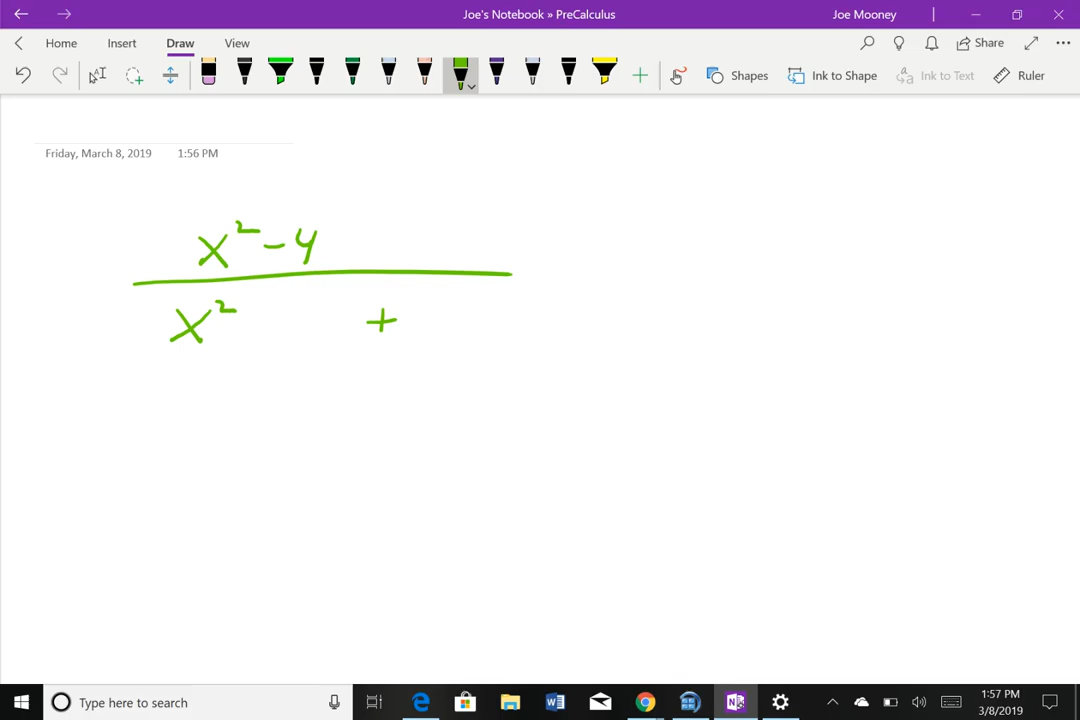 Joe's Notebook » PreCalculus
Joe Mooney
Home Insert Draw View
Share
Shapes Ink to Shape Ink to Text Ruler
Friday, March 8, 2019 1:56 PM
x² - 4
x² +
Type here to search
1:57 PM
3/8/2019